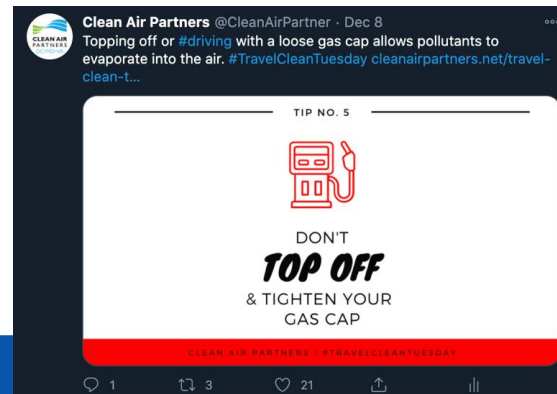 Clean Air Partners @CleanAirPartner · Dec 8
CLEAN AIR
PARTNERS
Topping off or #driving with a loose gas cap allows pollutants to
evaporate into the air. #TravelCleanTuesday cleanairpartners.net/travel-
clean-t...
TIP NO. 5
DON'T
TOP OFF
& TIGHTEN YOUR
GAS CAP
CLEAN AIR PARTNERS | #TRAVELCLEANTUESDAY
1 3 21